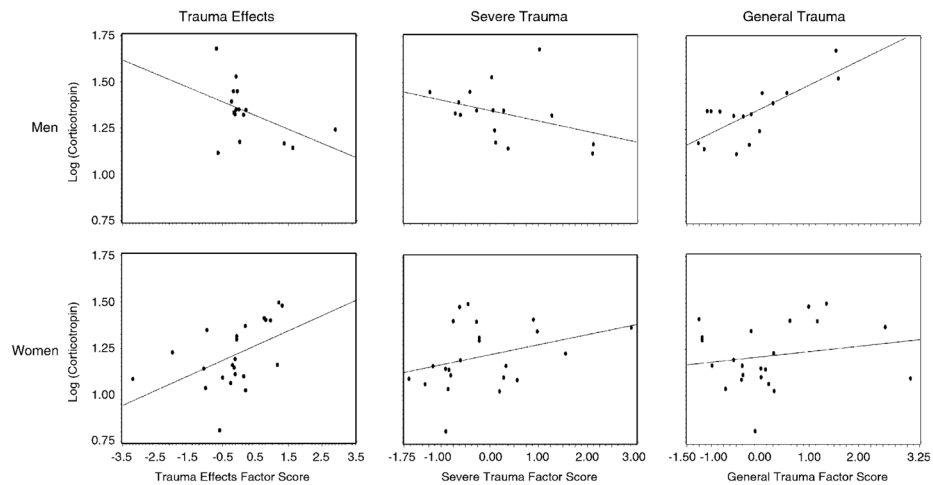 Trauma Effects
Severe Trauma
General Trauma
Men
Log (Corticotropin)
1.75
1.50
1.25
1.00
0.75
Women
Log (Corticotropin)
1.75
1.50
1.25
1.00
0.75
-3.5 -2.5 -1.5 -0.5 0.5 1.5 2.5 3.5
Trauma Effects Factor Score
-1.75 -1.00 0.00 1.00 2.00 3.00
Severe Trauma Factor Score
-1.50 -1.00 0.00 1.00 2.00 3.25
General Trauma Factor Score